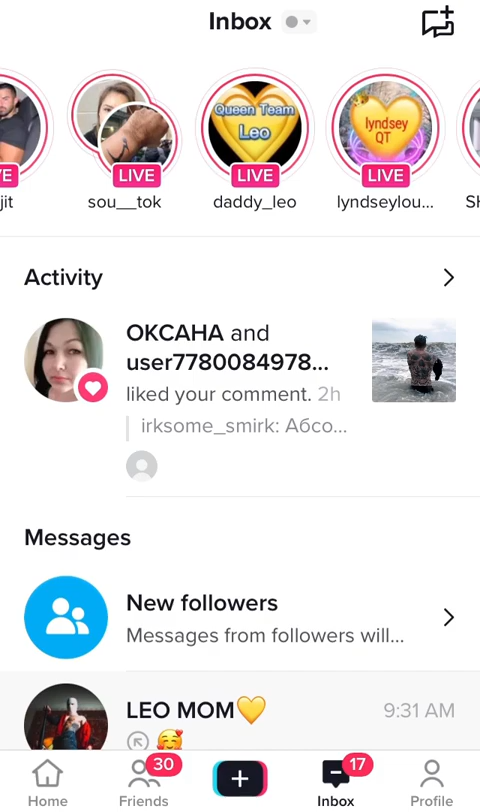 Inbox
Queen Team
Leo
lyndsey
QT
VE
LIVE
LIVE
LIVE
jit
sou__tok
daddy_leo
lyndseylou...
SH
Activity
ОКСАНА and
user7780084978...
liked your comment. 2h
irksome_smirk: Абсо...
Messages
New followers
Messages from followers will...
LEO MOM💛
9:31 AM
🥰
30
17
Home
Friends
Inbox
Profile